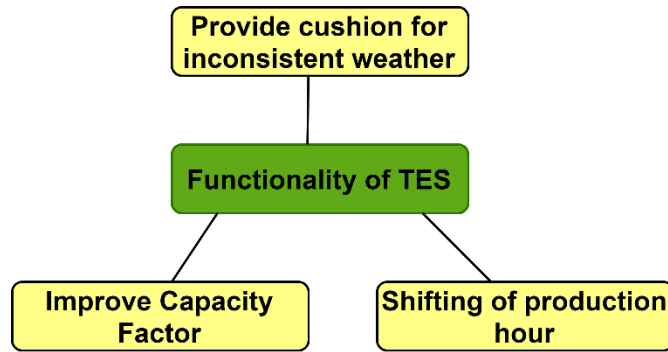 Provide cushion for
inconsistent weather
Functionality of TES
Improve Capacity
Factor
Shifting of production
hour